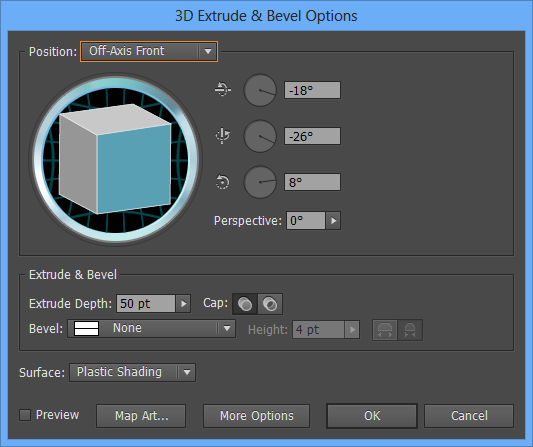 3D Extrude & Bevel Options
Position: Off-Axis Front
-18°
-26°
8°
Perspective: 0°
Extrude & Bevel
Extrude Depth: 50 pt Cap:
Bevel: None Height: 4 pt
Surface: Plastic Shading
Preview Map Art... More Options OK Cancel